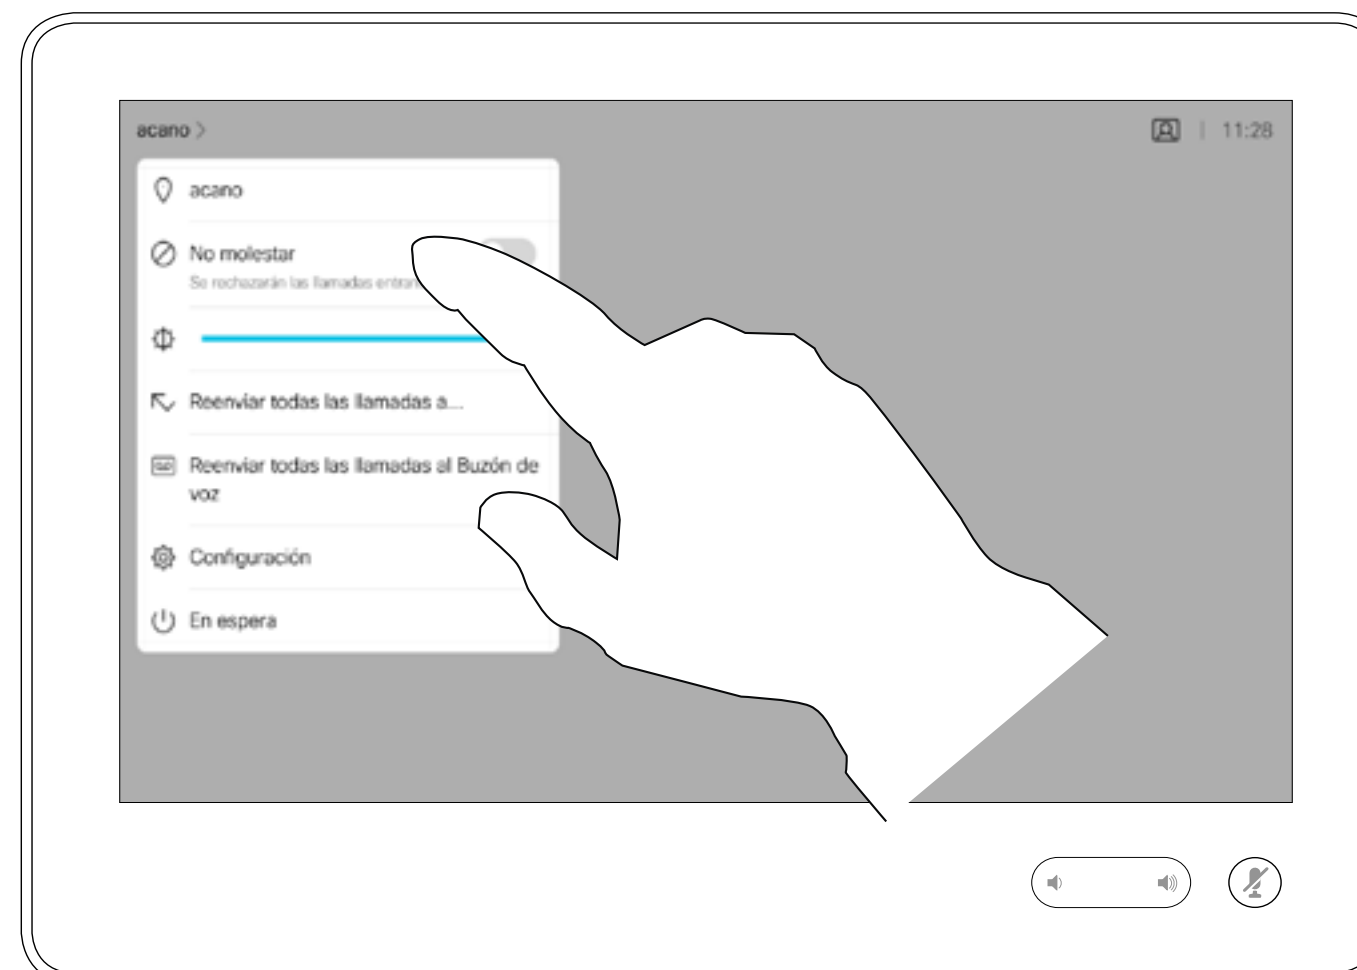 acano
11:28
acano
No molestar
Se rechazarán las llamadas
Reenviar todas las llamadas a...
Reenviar todas las llamadas al Buzón de
voz
Configuración
En espera